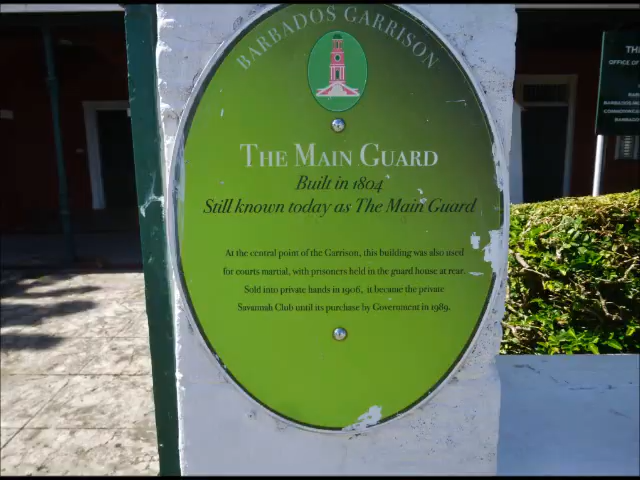 BARBADOS GARRISON
THE MAIN GUARD
Built in 1804
Still known today as The Main Guard
At the central point of the Garrison, this building was also used
for courts martial, with prisoners held in the guard house at rear.
Sold into private hands in 1906, it became the private
Savannah Club until its purchase by Government in 1989.
OFFICE OF